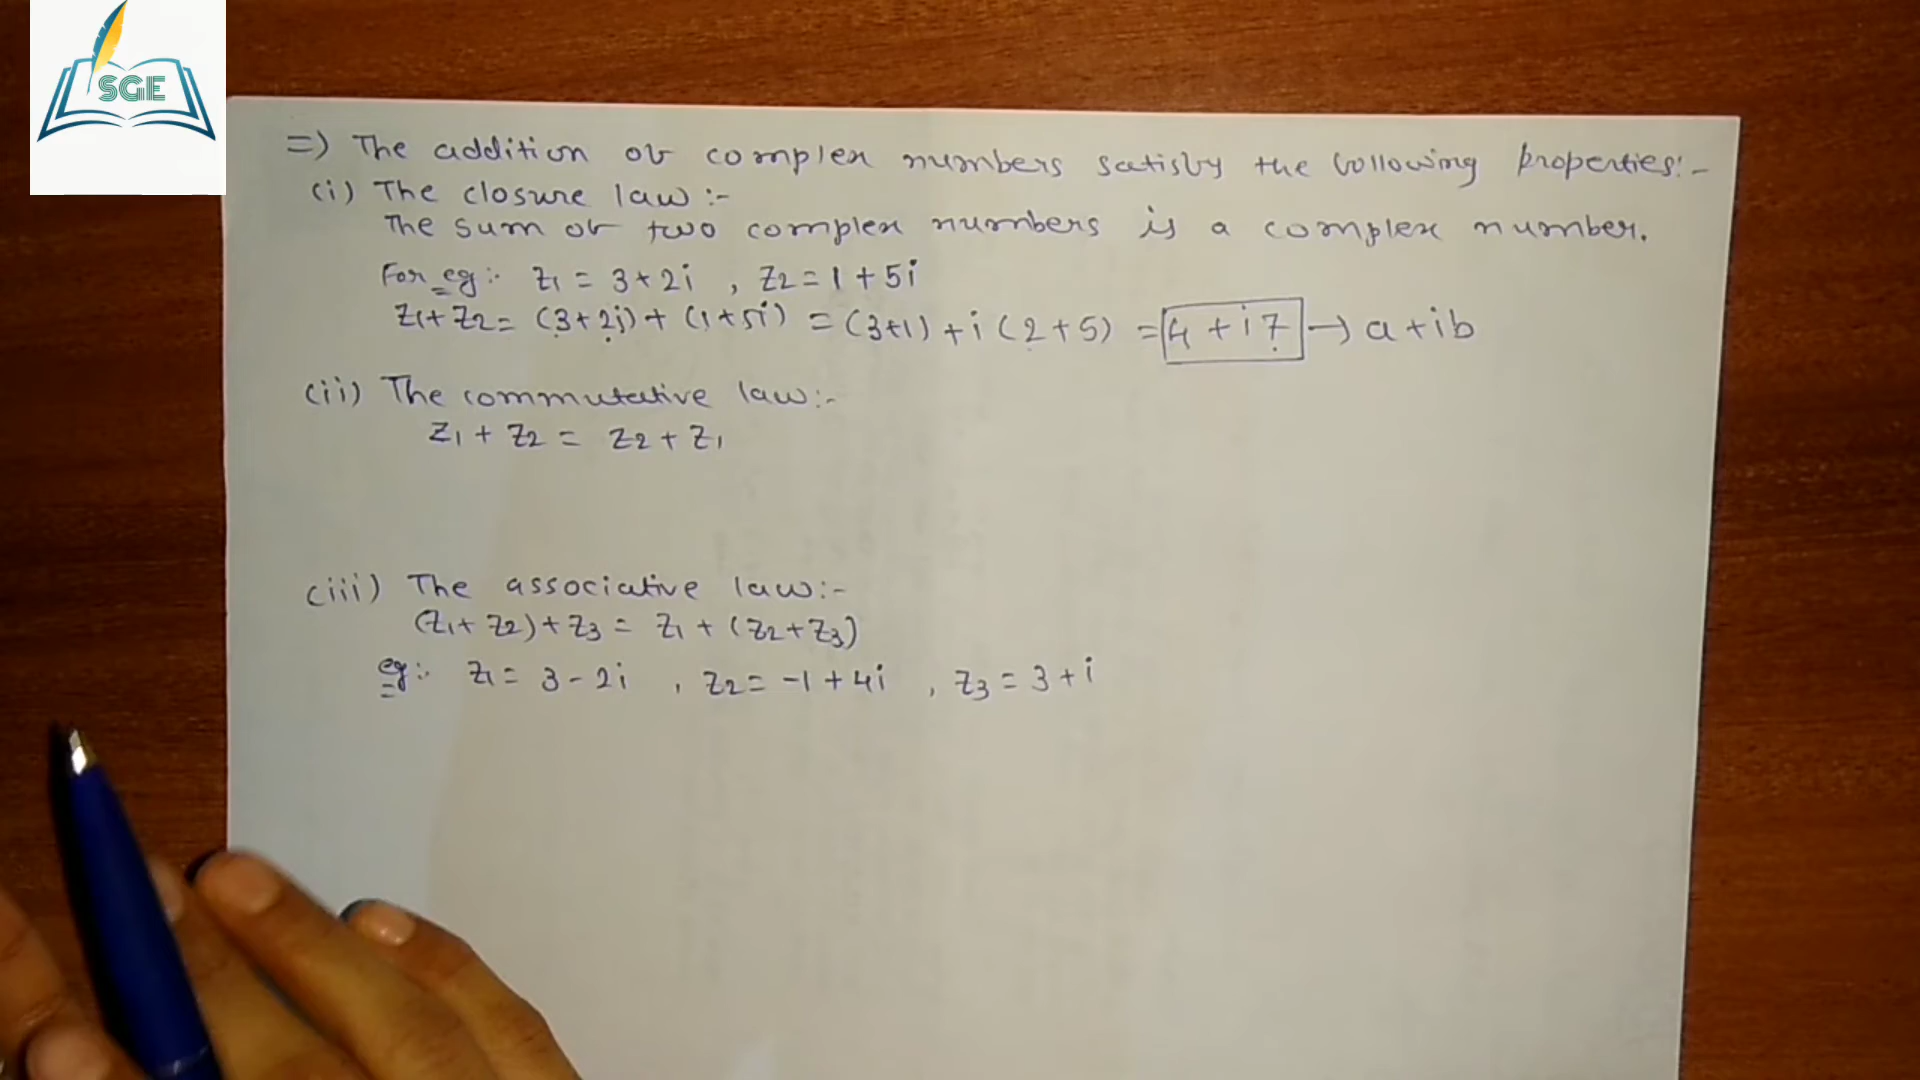 SGE
=) The addition of complex numbers satisfy the following properties:-
(i) The closure law:-
The sum of two complex numbers is a complex number.
For eg:- z1 = 3+2i , z2 = 1+5i
z1+z2 = (3+2i)+(1+5i) = (3+1)+i(2+5) = 4+i7 → a+ib
(ii) The commutative law:-
z1 + z2 = z2 + z1
(iii) The associative law:-
(z1+z2)+z3 = z1+(z2+z3)
eg:- z1 = 3-2i , z2 = -1+4i , z3 = 3+i